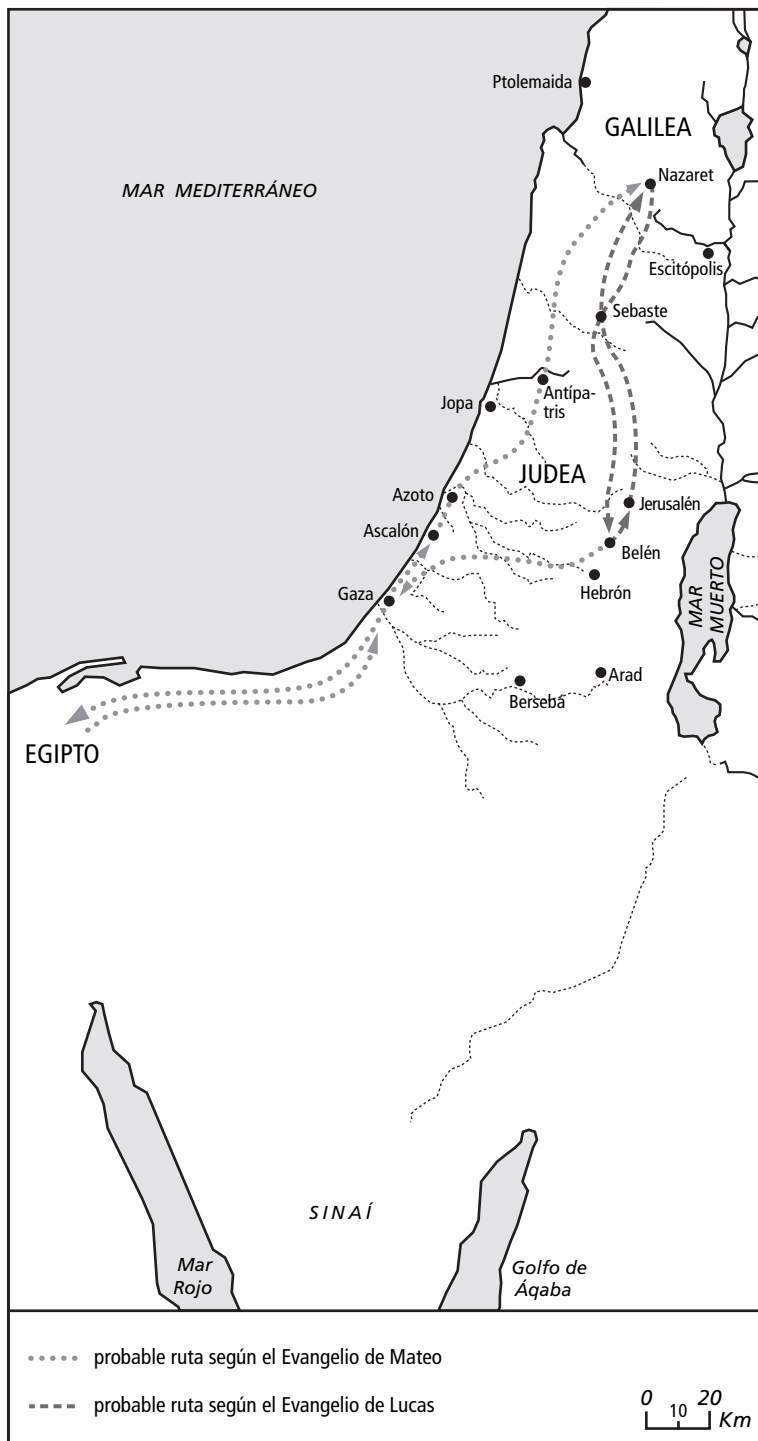 Ptolemaida
GALILEA
MAR MEDITERRÁNEO
Nazaret
Escitópolis
Sebaste
Antípa-
tris
Jopa
JUDEA
Azoto
Jerusalén
Ascalón
Belén
Gaza
Hebrón
MAR
MUERTO
Arad
Berseba
EGIPTO
SINAÍ
Mar
Rojo
Golfo de
Áqaba
probable ruta según el Evangelio de Mateo
probable ruta según el Evangelio de Lucas
0 10 20
Km